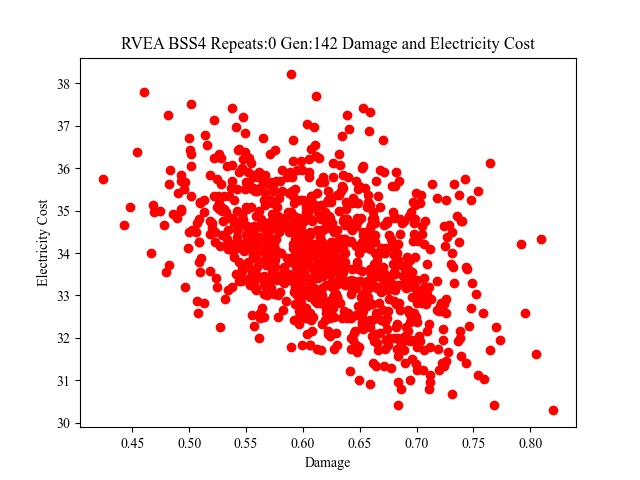 RVEA BSS4 Repeats:0 Gen:142 Damage and Electricity Cost
38
37
36
35
34
33
32
31
30
Electricity Cost
0.45 0.50 0.55 0.60 0.65 0.70 0.75 0.80
Damage